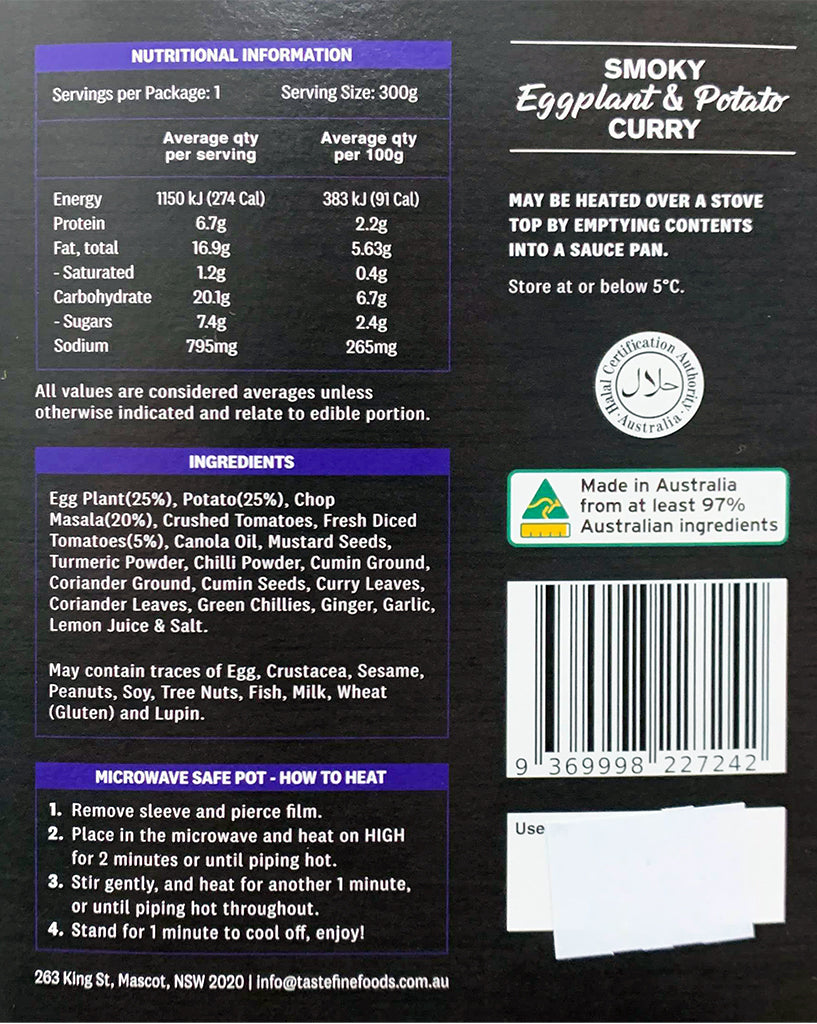 NUTRITIONAL INFORMATION
Servings per Package: 1 Serving Size: 300g
Average qty per serving Average qty per 100g
Energy 1150 kJ (274 Cal) 383 kJ (91 Cal)
Protein 6.7g 2.2g
Fat, total 16.9g 5.63g
- Saturated 1.2g 0.4g
Carbohydrate 20.1g 6.7g
- Sugars 7.4g 2.4g
Sodium 795mg 265mg
All values are considered averages unless
otherwise indicated and relate to edible portion.
INGREDIENTS
Egg Plant(25%), Potato(25%), Chop
Masala(20%), Crushed Tomatoes, Fresh Diced
Tomatoes(5%), Canola Oil, Mustard Seeds,
Turmeric Powder, Chilli Powder, Cumin Ground,
Coriander Ground, Cumin Seeds, Curry Leaves,
Coriander Leaves, Green Chillies, Ginger, Garlic,
Lemon Juice & Salt.
May contain traces of Egg, Crustacea, Sesame,
Peanuts, Soy, Tree Nuts, Fish, Milk, Wheat
(Gluten) and Lupin.
MICROWAVE SAFE POT - HOW TO HEAT
1. Remove sleeve and pierce film.
2. Place in the microwave and heat on HIGH
for 2 minutes or until piping hot.
3. Stir gently, and heat for another 1 minute,
or until piping hot throughout.
4. Stand for 1 minute to cool off, enjoy!
263 King St, Mascot, NSW 2020 | info@tastefinefoods.com.au
SMOKY
Eggplant & Potato
CURRY
MAY BE HEATED OVER A STOVE
TOP BY EMPTYING CONTENTS
INTO A SAUCE PAN.
Store at or below 5°C.
Halal Certification Authority
حلال
Australia
Made in Australia
from at least 97%
Australian ingredients
9 369998 227242
Use